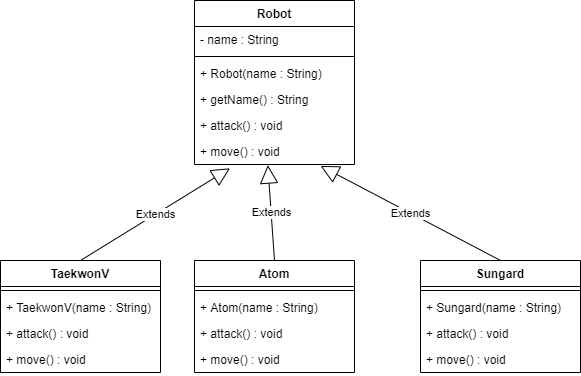 Robot
- name : String
+ Robot(name : String)
+ getName() : String
+ attack() : void
+ move() : void
Extends
Extends
Extends
TaekwonV
+ TaekwonV(name : String)
+ attack() : void
+ move() : void
Atom
+ Atom(name : String)
+ attack() : void
+ move() : void
Sungard
+ Sungard(name : String)
+ attack() : void
+ move() : void